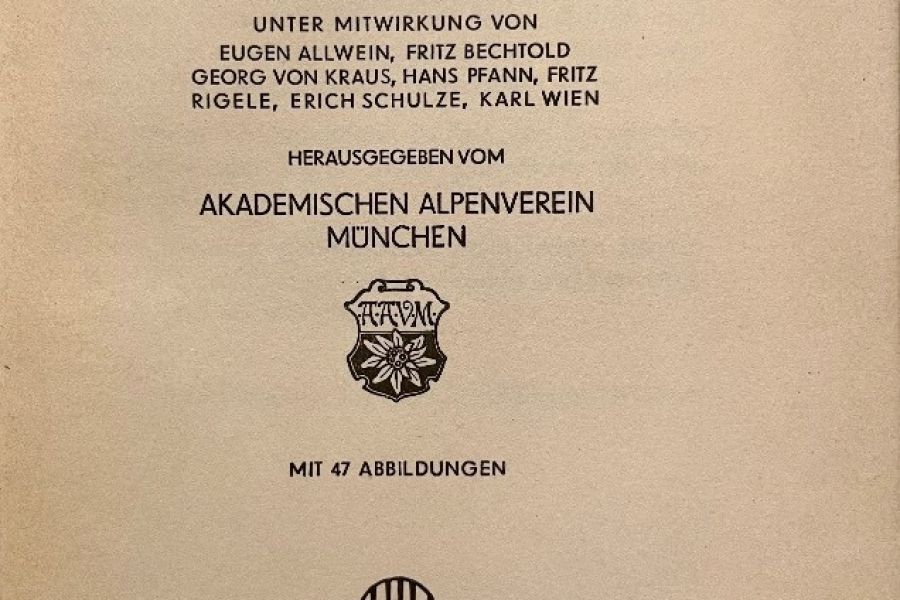 UNTER MITWIRKUNG VON
EUGEN ALLWEIN, FRITZ BECHTOLD
GEORG VON KRAUS, HANS PFANN, FRITZ
RIGELE, ERICH SCHULZE, KARL WIEN
HERAUSGEGEBEN VOM
AKADEMISCHEN ALPENVEREIN
MÜNCHEN
·A·A·V·M·
MIT 47 ABBILDUNGEN